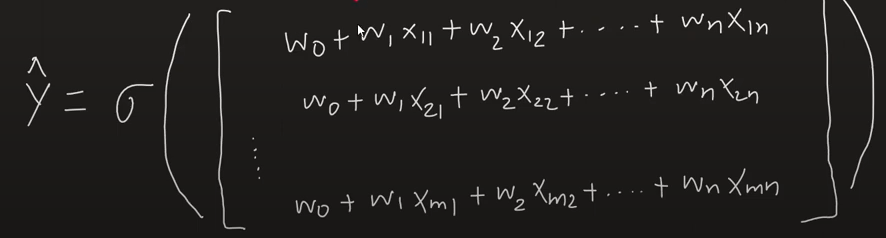 w₀ + w₁ x₁₁ + w₂ x₁₂ + ..... + wₙ x₁ₙ
Ŷ = σ ( [ w₀ + w₁ x₂₁ + w₂ x₂₂ + ..... + wₙ x₂ₙ ] )
⋮
w₀ + w₁ xₘ₁ + w₂ xₘ₂ + ..... + wₙ xₘₙ